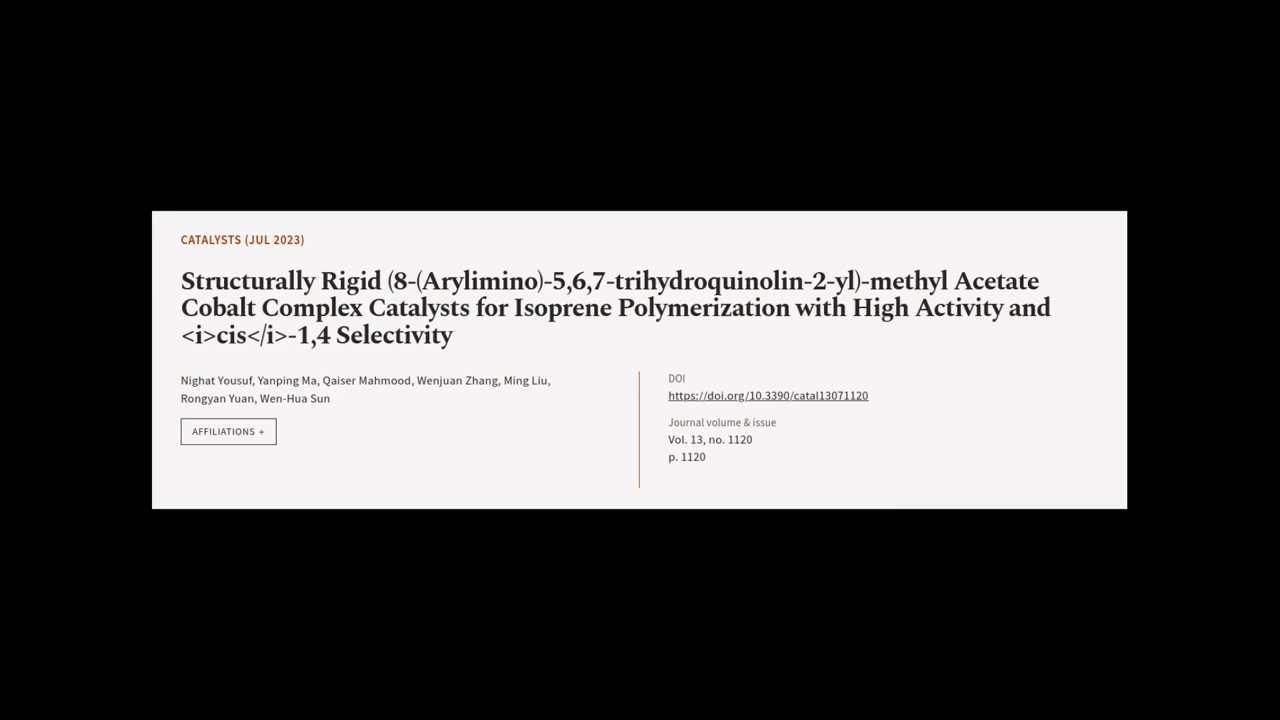 CATALYSTS (JUL 2023)
Structurally Rigid (8-(Arylimino)-5,6,7-trihydroquinolin-2-yl)-methyl Acetate
Cobalt Complex Catalysts for Isoprene Polymerization with High Activity and
<i>cis</i>-1,4 Selectivity
Nighat Yousuf, Yanping Ma, Qaiser Mahmood, Wenjuan Zhang, Ming Liu,
Rongyan Yuan, Wen-Hua Sun
AFFILIATIONS +
DOI
https://doi.org/10.3390/catal13071120
Journal volume & issue
Vol. 13, no. 1120
p. 1120